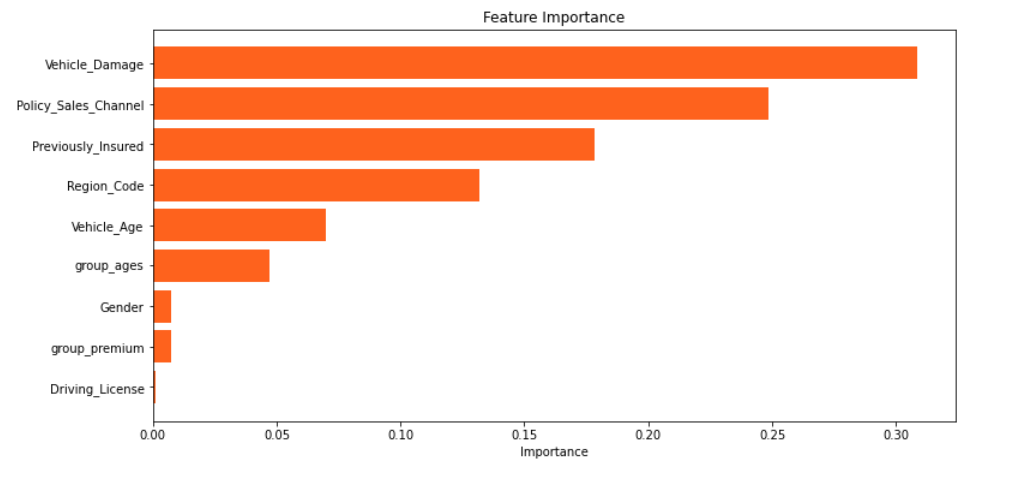 Feature Importance
Vehicle_Damage
Policy_Sales_Channel
Previously_Insured
Region_Code
Vehicle_Age
group_ages
Gender
group_premium
Driving_License
0.00 0.05 0.10 0.15 0.20 0.25 0.30
Importance